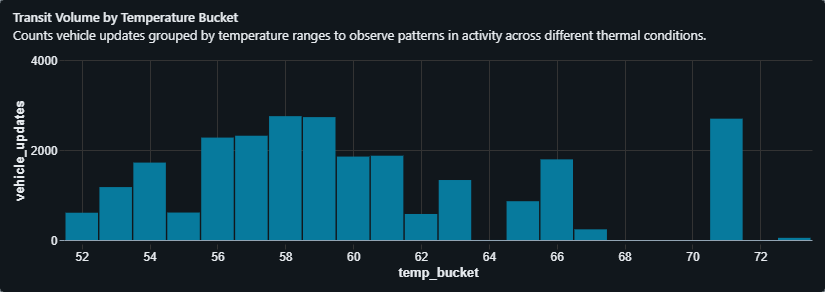 Transit Volume by Temperature Bucket
Counts vehicle updates grouped by temperature ranges to observe patterns in activity across different thermal conditions.
vehicle_updates
4000
2000
0
52 54 56 58 60 62 64 66 68 70 72
temp_bucket